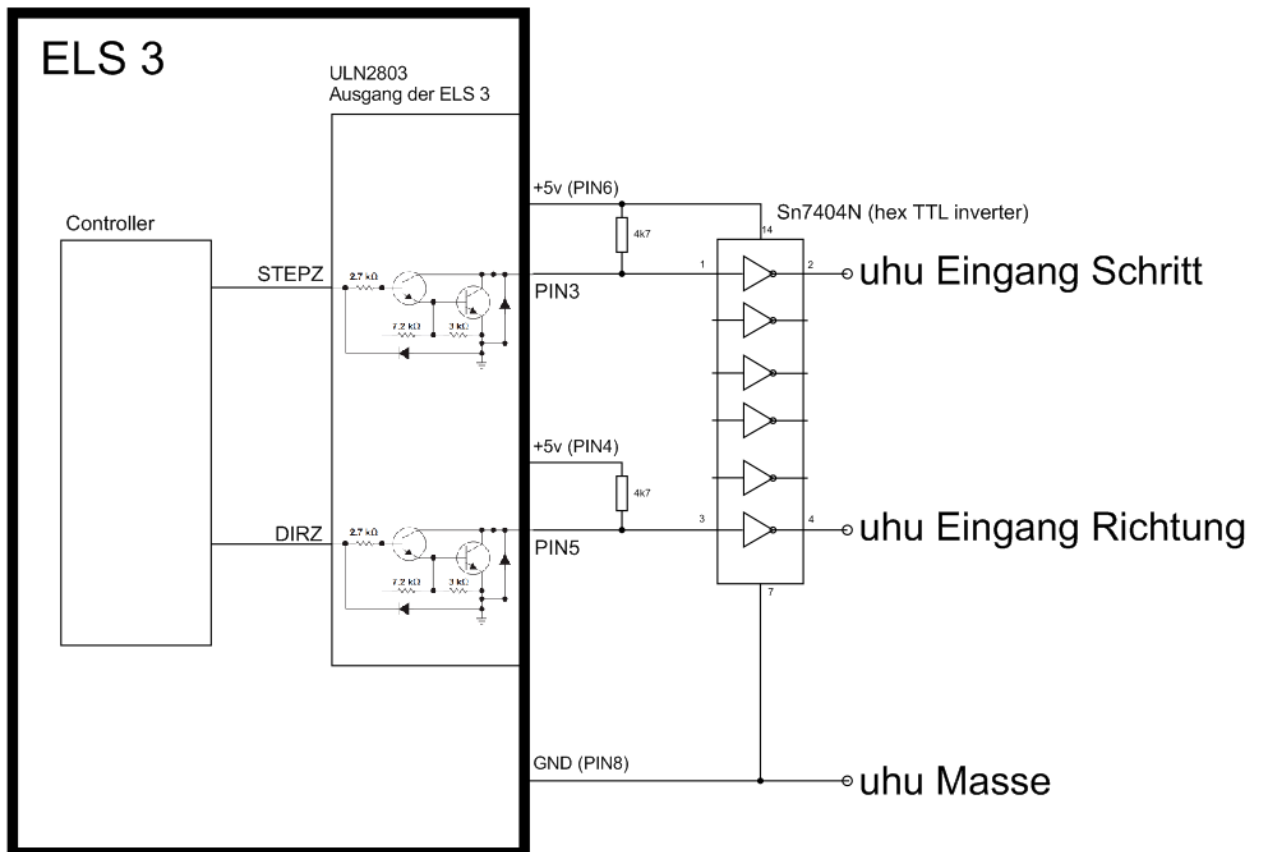 ELS 3
ULN2803
Ausgang der ELS 3
+5v (PIN6)
Sn7404N (hex TTL inverter)
Controller
14
4k7
STEPZ
2.7 kΩ
1
2
uhu Eingang Schritt
PIN3
7.2 kΩ
3 kΩ
+5v (PIN4)
4k7
DIRZ
2.7 kΩ
3
4
uhu Eingang Richtung
PIN5
7.2 kΩ
3 kΩ
7
GND (PIN8)
uhu Masse